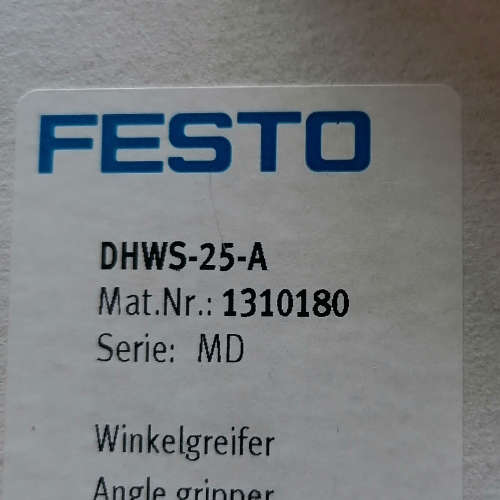 FESTO
DHWS-25-A
Mat.Nr.: 1310180
Serie: MD
Winkelgreifer
Angle gripper